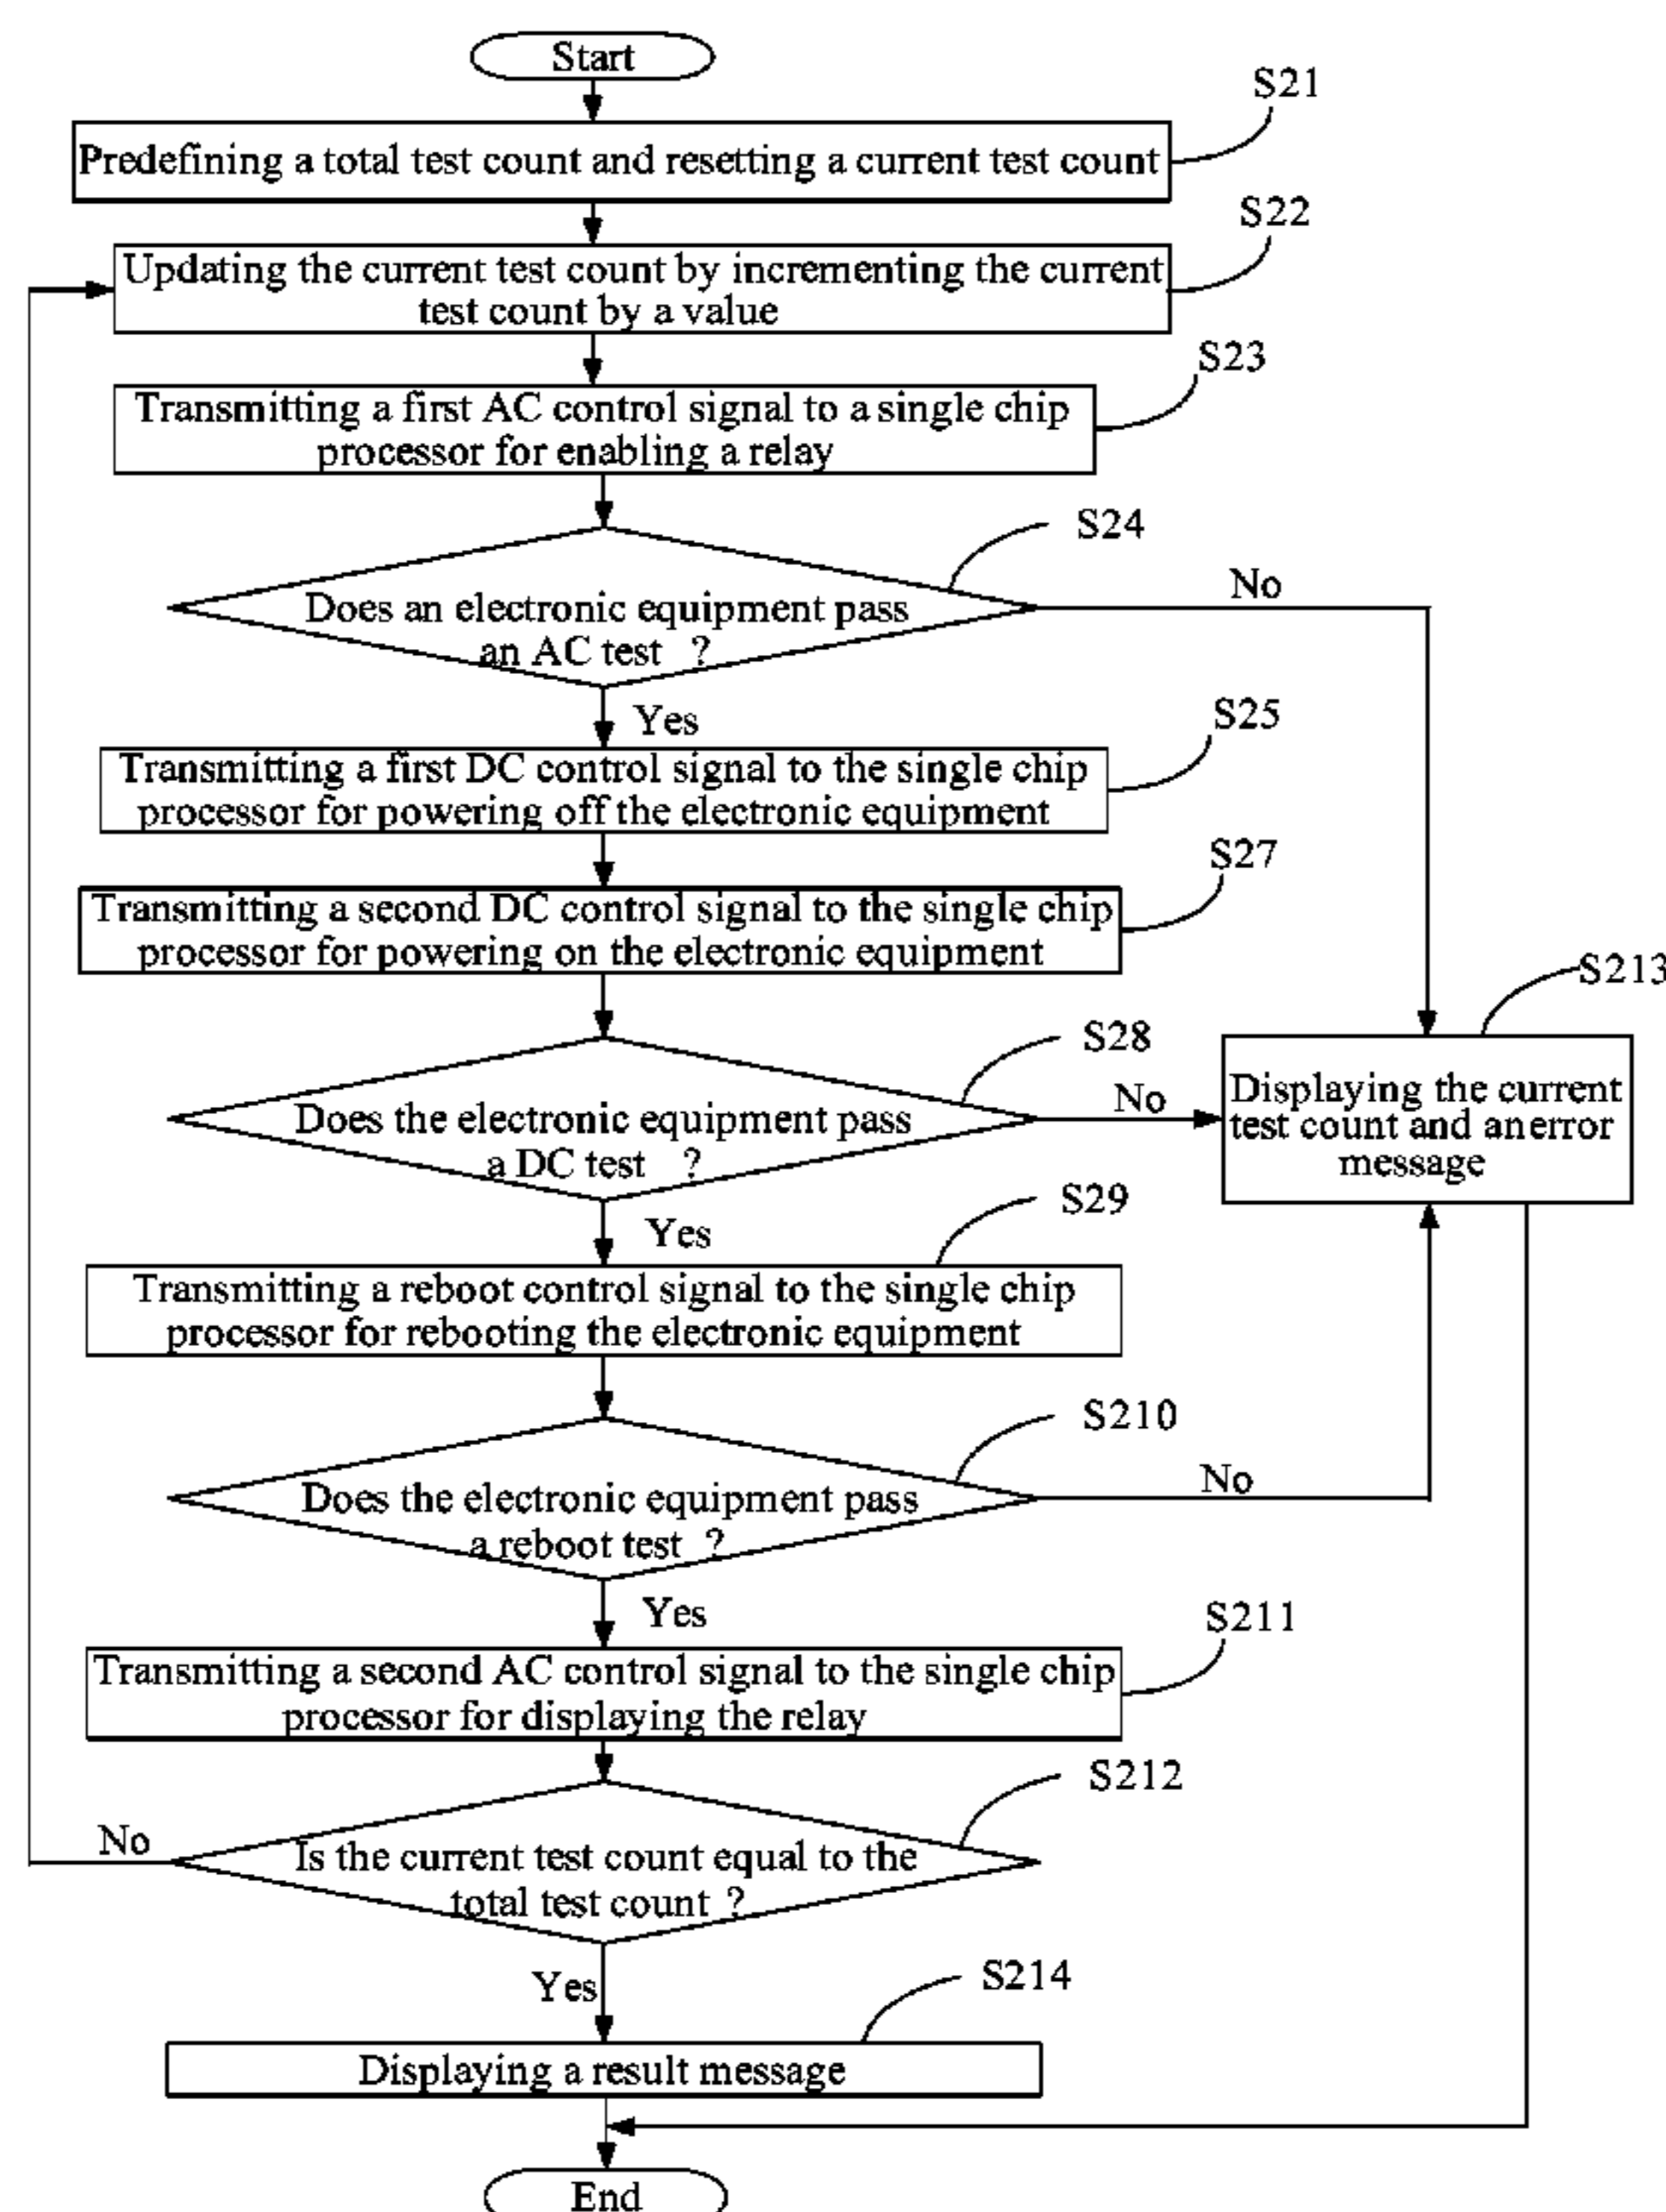 Start
S21
Predefining a total test count and resetting a current test count
S22
Updating the current test count by incrementing the current
test count by a value
S23
Transmitting a first AC control signal to a single chip
processor for enabling a relay
S24
No
Does an electronic equipment pass
an AC test ?
Yes
S25
Transmitting a first DC control signal to the single chip
processor for powering off the electronic equipment
S27
Transmitting a second DC control signal to the single chip
processor for powering on the electronic equipment
S213
S28
No
Does the electronic equipment pass
a DC test ?
Displaying the current
test count and anerror
message
S29
Yes
Transmitting a reboot control signal to the single chip
processor for rebooting the electronic equipment
S210
No
Does the electronic equipment pass
a reboot test ?
Yes
S211
Transmitting a second AC control signal to the single chip
processor for displaying the relay
S212
No
Is the current test count equal to the
total test count ?
Yes
S214
Displaying a result message
End